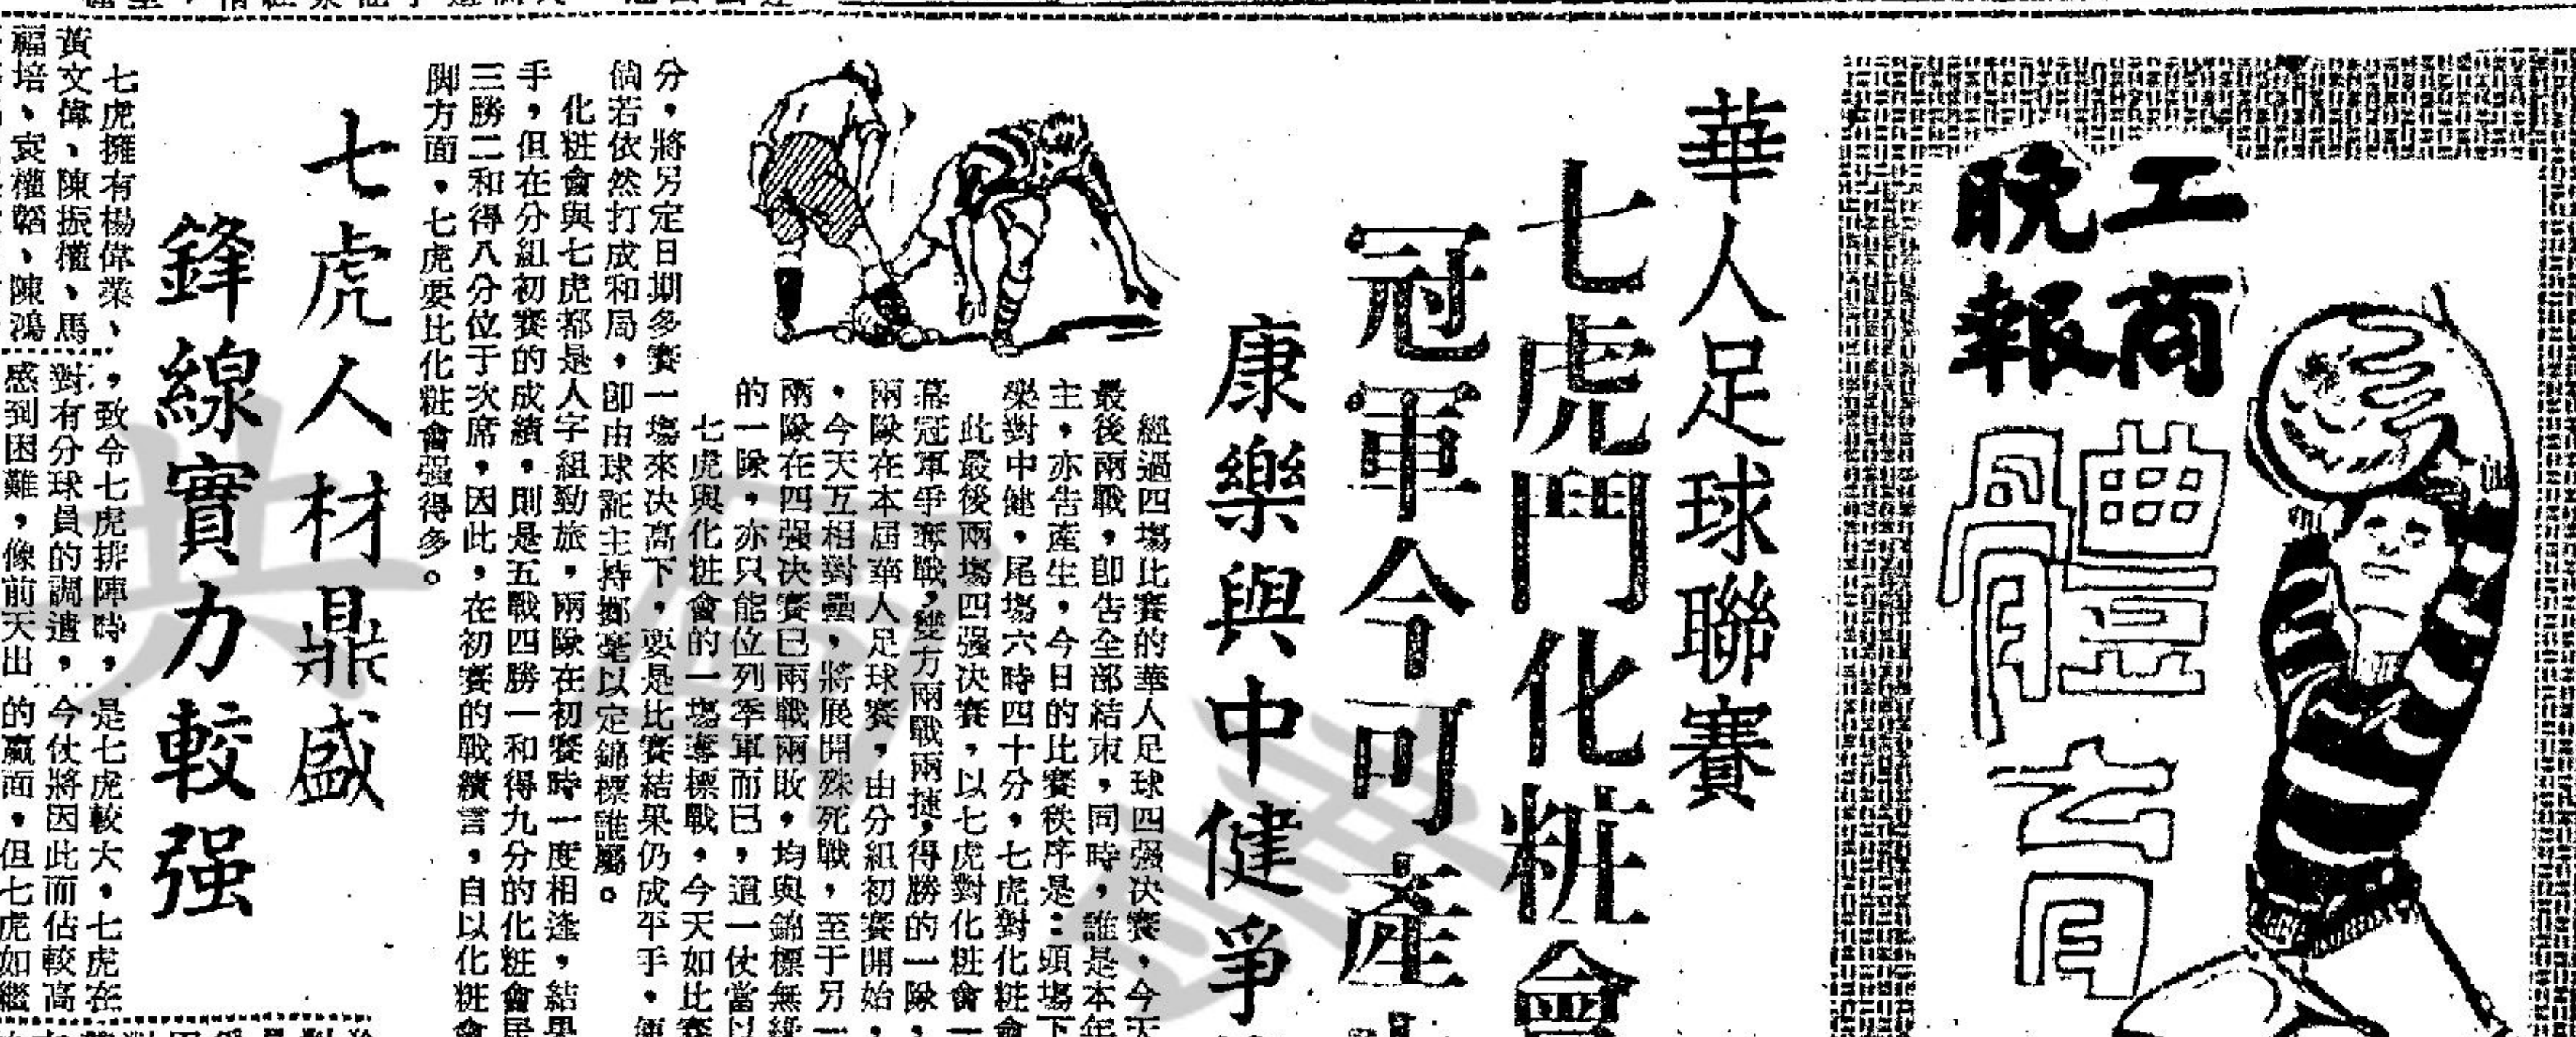 工商
晚報
體育
華人足球聯賽
七虎鬥化粧會
冠軍今可產
康樂與中健爭
經過四場比賽的華人足球四强决賽，今天
最後兩戰，卽告全部結束，同時，誰是本年
主，亦吿產生，今日的比賽秩序是：頭場下
樂對中健，尾場六時四十分，七虎對化粧會
此最後兩場四强决賽，以七虎對化粧會一
幕冠軍爭奪戰，雙方兩戰兩捷，得勝的一隊，
兩隊在本屆華人足球賽，由分組初賽開始，
，今天互相對壘，將展開殊死戰，至于另一
兩隊在四强决賽已兩戰兩敗，均與錦標無緣
的一隊，亦只能位列季軍而已，這一仗當以
七虎與化粧會的一場奪標戰，今天如比賽
分，將另定日期多賽一場來决高下，要是比賽結果仍成平手，便
倘若依然打成和局，卽由球証主持擲毫以定錦標誰屬。
化粧會與七虎都是人字組勁旅，兩隊在初賽時一度相逢，結果
手，但在分組初賽的成績，則是五戰四勝一和得九分的化粧會居
三勝二和得八分位于次席，因此，在初賽的戰績言，自以化粧會
脚方面，七虎要比化粧會强得多。
七虎人材鼎盛
鋒線實力較强
七虎擁有楊偉業、
黃文偉、陳振權、馬
福培、袁權韜、陳鴻
，致令七虎排陣時，
對有分球員的調遣，
感到困難，像前天出
是七虎較大，七虎在
今仗將因此而估較高
的贏面，但七虎如繼